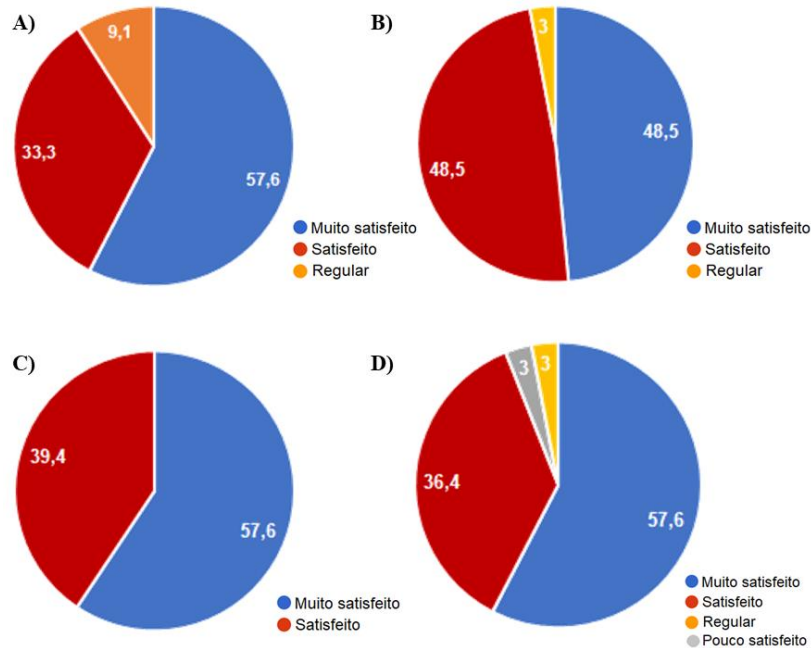 A)
9,1
33,3
57,6
Muito satisfeito
Satisfeito
Regular
B)
3
48,5
48,5
Muito satisfeito
Satisfeito
Regular
C)
39,4
57,6
Muito satisfeito
Satisfeito
D)
3
3
36,4
57,6
Muito satisfeito
Satisfeito
Regular
Pouco satisfeito